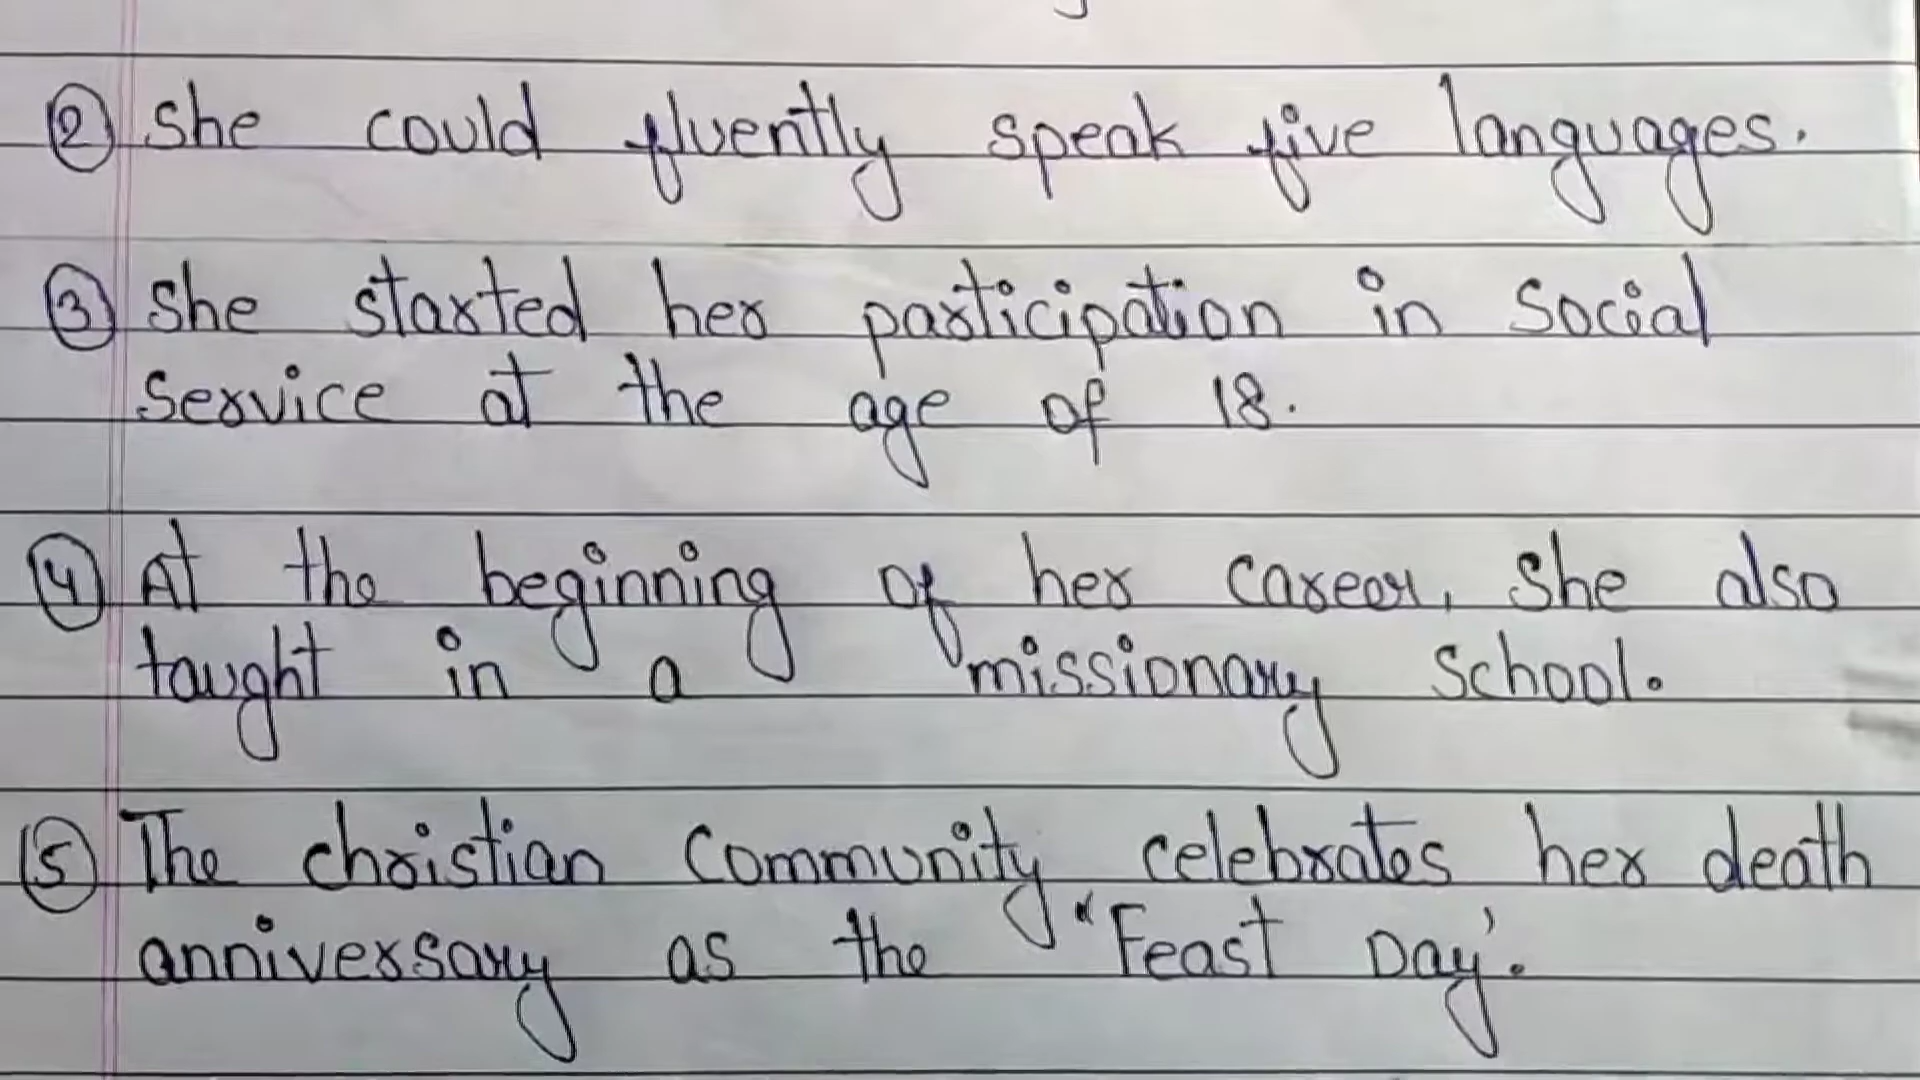 ② She could fluently speak five languages.
③ She started her participation in Social
Service at the age of 18.
④ At the beginning of her career, She also
taught in a missionary School.
⑤ The christian Community celebrates her death
anniversary as the "Feast Day'.